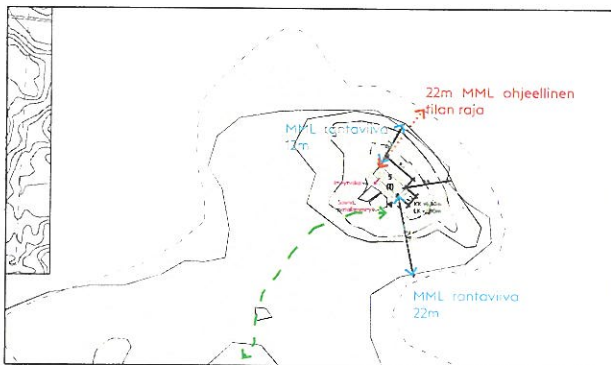 22m MML ohjeellinen
tilan raja
MML rantaviiva
12m
MML rantaviiva
22m